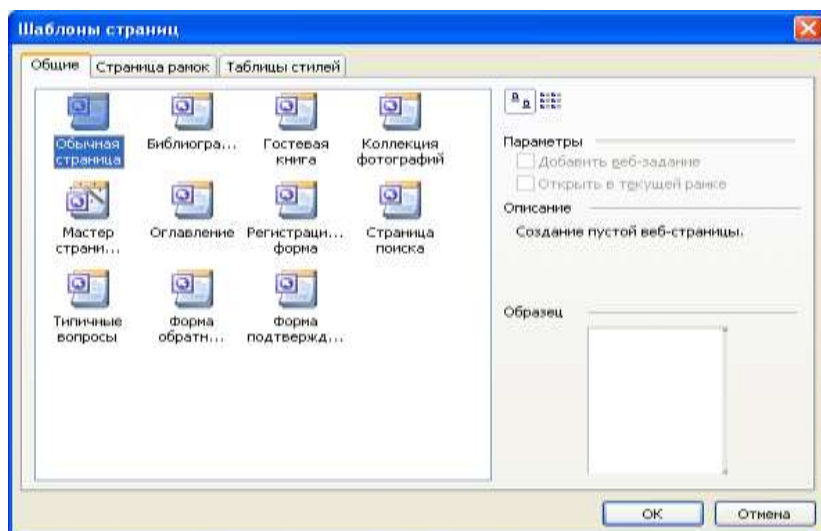 Шаблоны страниц
Общие
Страница рамок
Таблицы стилей
Обычная
страница
Библиогра...
Гостевая
книга
Коллекция
фотографий
Мастер
страни...
Оглавление
Регистраци...
форма
Страница
поиска
Типичные
вопросы
Форма
обратн...
Форма
подтвержд...
Параметры
Добавить веб-задание
Открыть в текущей рамке
Описание
Создание пустой веб-страницы.
Образец
ОК
Отмена